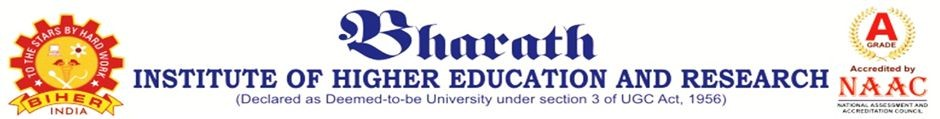 TO THE STARS BY HARD WORK
BIHER
INDIA
Bharath
INSTITUTE OF HIGHER EDUCATION AND RESEARCH
(Declared as Deemed-to-be University under section 3 of UGC Act, 1956)
A
GRADE
Accredited by
NAAC
NATIONAL ASSESSMENT AND
ACCREDITATION COUNCIL